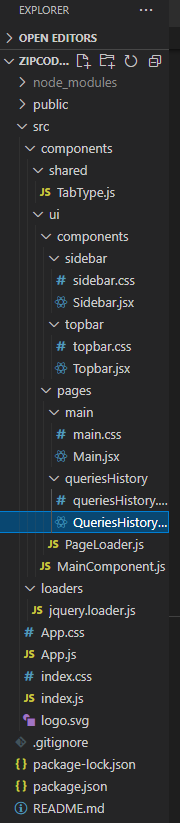 EXPLORER ...
OPEN EDITORS
ZIPCOD...
node_modules
public
src
components
shared
JS TabType.js
ui
components
sidebar
# sidebar.css
Sidebar.jsx
topbar
# topbar.css
Topbar.jsx
pages
main
# main.css
Main.jsx
queriesHistory
# queriesHistory....
QueriesHistory...
JS PageLoader.js
JS MainComponent.js
loaders
JS jquery.loader.js
# App.css
JS App.js
# index.css
JS index.js
logo.svg
.gitignore
{} package-lock.json
{} package.json
README.md